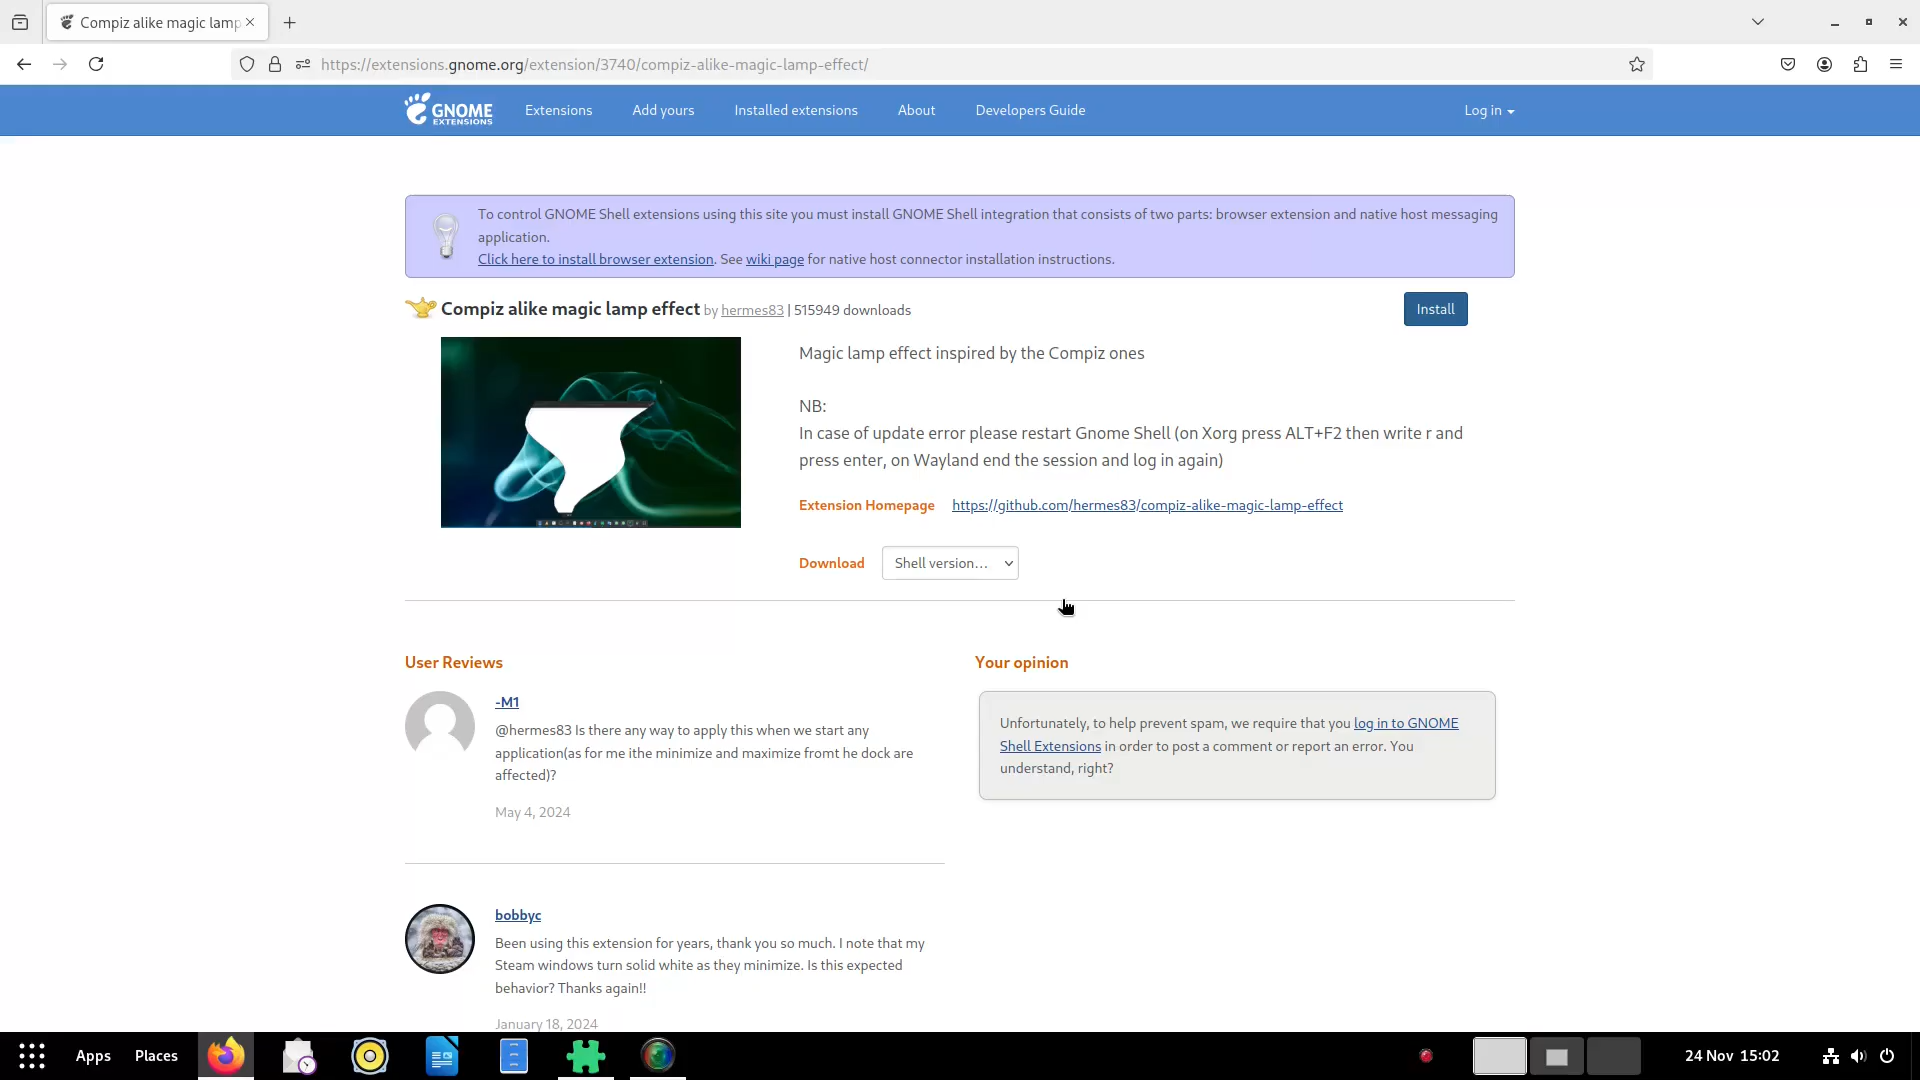 Compiz alike magic lamp
https://extensions.gnome.org/extension/3740/compiz-alike-magic-lamp-effect/
GNOME
EXTENSIONS
Extensions
Add yours
Installed extensions
About
Developers Guide
Log in
To control GNOME Shell extensions using this site you must install GNOME Shell integration that consists of two parts: browser extension and native host messaging
application.
Click here to install browser extension. See wiki page for native host connector installation instructions.
Compiz alike magic lamp effect by hermes83 | 515949 downloads
Install
Magic lamp effect inspired by the Compiz ones
NB:
In case of update error please restart Gnome Shell (on Xorg press ALT+F2 then write r and
press enter, on Wayland end the session and log in again)
Extension Homepage https://github.com/hermes83/compiz-alike-magic-lamp-effect
Download Shell version...
User Reviews
-M1
@hermes83 Is there any way to apply this when we start any
application(as for me ithe minimize and maximize fromt he dock are
affected)?
May 4, 2024
bobbyc
Been using this extension for years, thank you so much. I note that my
Steam windows turn solid white as they minimize. Is this expected
behavior? Thanks again!!
January 18, 2024
Your opinion
Unfortunately, to help prevent spam, we require that you log in to GNOME
Shell Extensions in order to post a comment or report an error. You
understand, right?
Apps
Places
24 Nov 15:02